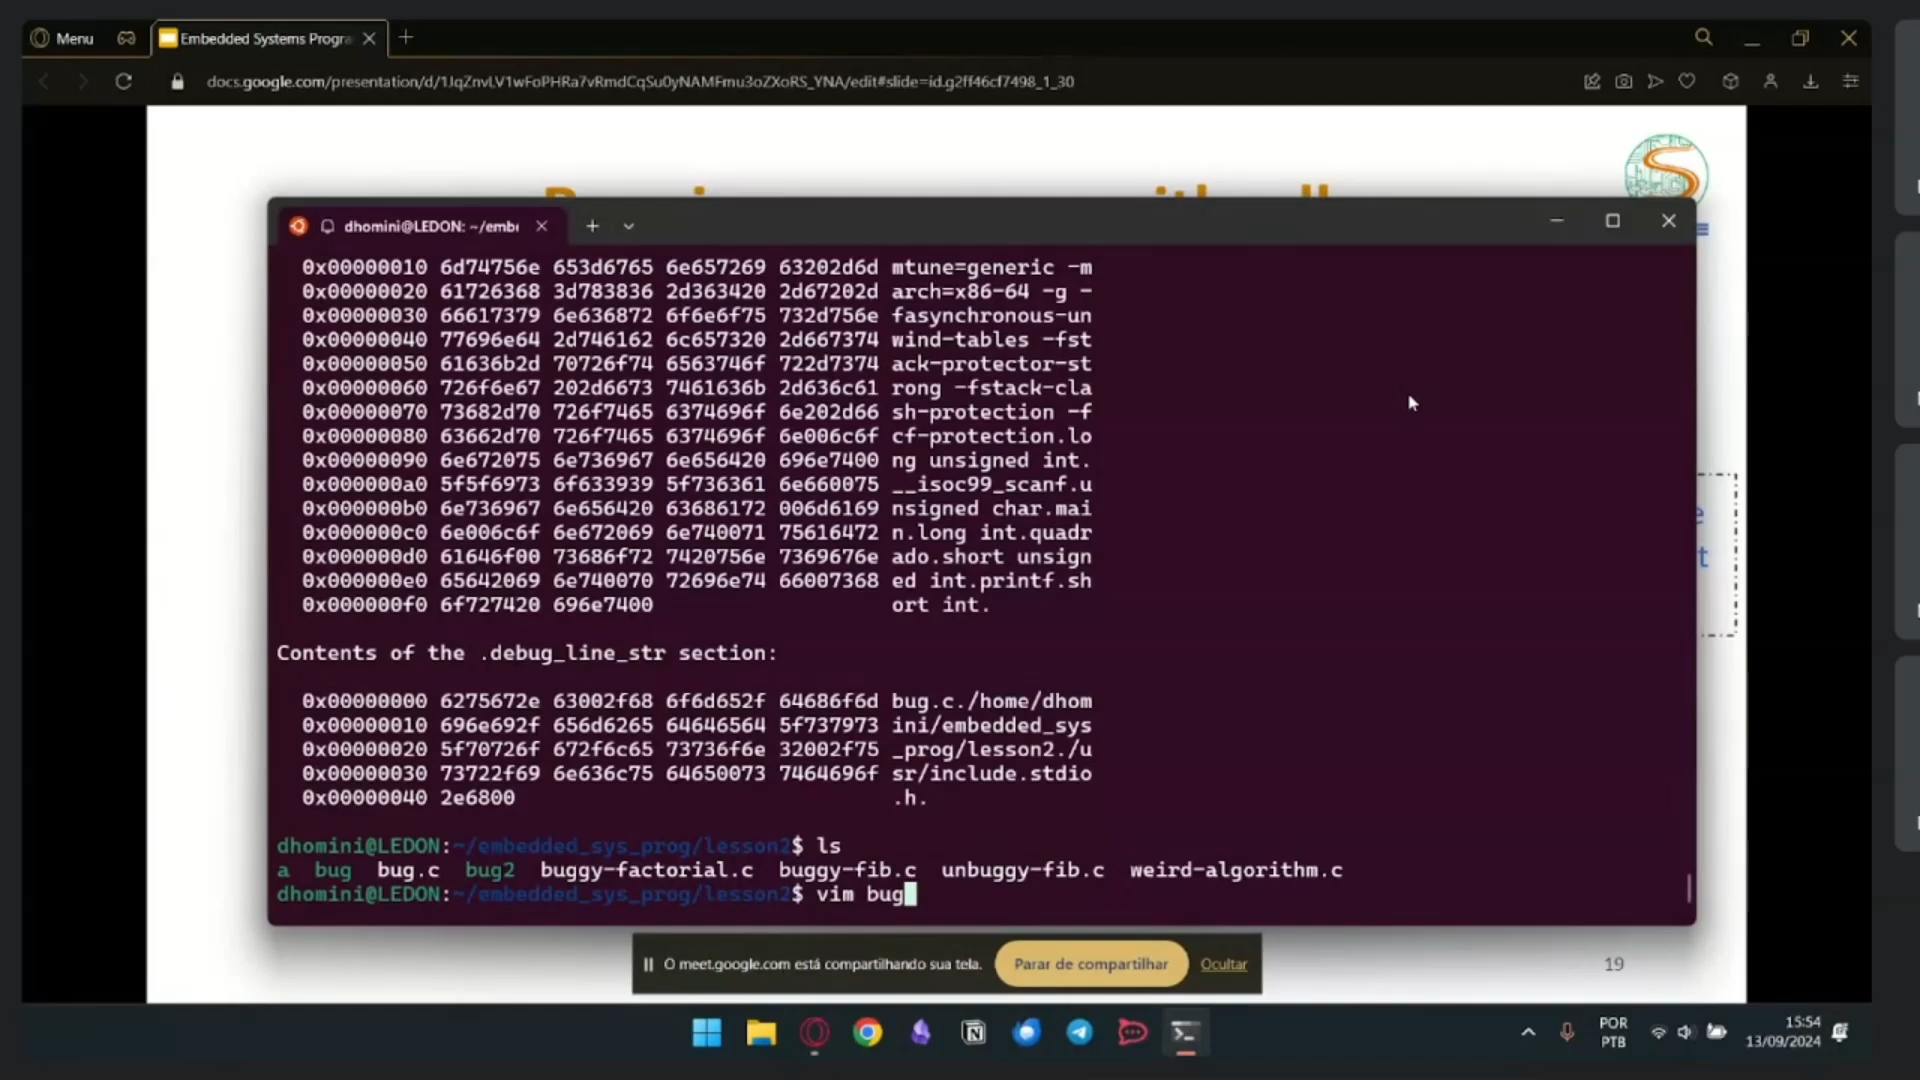 Menu
Embedded Systems Progra
docs.google.com/presentation/d/1JqZnvLV1wFoPHRa7vRmdCqSu0yNAMFmu3oZXoRS_YNA/edit#slide=id.g2ff46cf7498_1_30
dhomini@LEDON: ~/embe
0x00000010 6d74756e 653d6765 6e657269 63202d6d mtune=generic -m
0x00000020 61726368 3d783836 2d363420 2d67202d arch=x86-64 -g -
0x00000030 66617379 6e636872 6f6e6f75 732d756e fasynchronous-un
0x00000040 77696e64 2d746162 6c657320 2d667374 wind-tables -fst
0x00000050 61636b2d 70726f74 6563746f 722d7374 ack-protector-st
0x00000060 726f6e67 202d6673 7461636b 2d636c61 rong -fstack-cla
0x00000070 73682d70 726f7465 6374696f 6e202d66 sh-protection -f
0x00000080 63662d70 726f7465 6374696f 6e006c6f cf-protection.lo
0x00000090 6e672075 6e736967 6e656420 696e7400 ng unsigned int.
0x000000a0 5f5f6973 6f633939 5f736361 6e660075 __isoc99_scanf.u
0x000000b0 6e736967 6e656420 63686172 006d6169 nsigned char.mai
0x000000c0 6e006c6f 6e672069 6e740071 75616472 n.long int.quadr
0x000000d0 61646f00 73686f72 7420756e 7369676e ado.short unsign
0x000000e0 65642069 6e740070 72696e74 66007368 ed int.printf.sh
0x000000f0 6f727420 696e7400 ort int.
Contents of the .debug_line_str section:
0x00000000 6275672e 63002f68 6f6d652f 64686f6d bug.c./home/dhom
0x00000010 696e692f 656d6265 64646564 5f737973 ini/embedded_sys
0x00000020 5f70726f 672f6c65 73736f6e 32002f75 _prog/lesson2./u
0x00000030 73722f69 6e636c75 64650073 7464696f sr/include.stdio
0x00000040 2e6800 .h.
dhomini@LEDON:~/embedded_sys_prog/lesson2$ ls
a bug bug.c bug2 buggy-factorial.c buggy-fib.c unbuggy-fib.c weird-algorithm.c
dhomini@LEDON:~/embedded_sys_prog/lesson2$ vim bug
O meet.google.com está compartilhando sua tela. Parar de compartilhar Ocultar
19
POR
PTB
15:54
13/09/2024